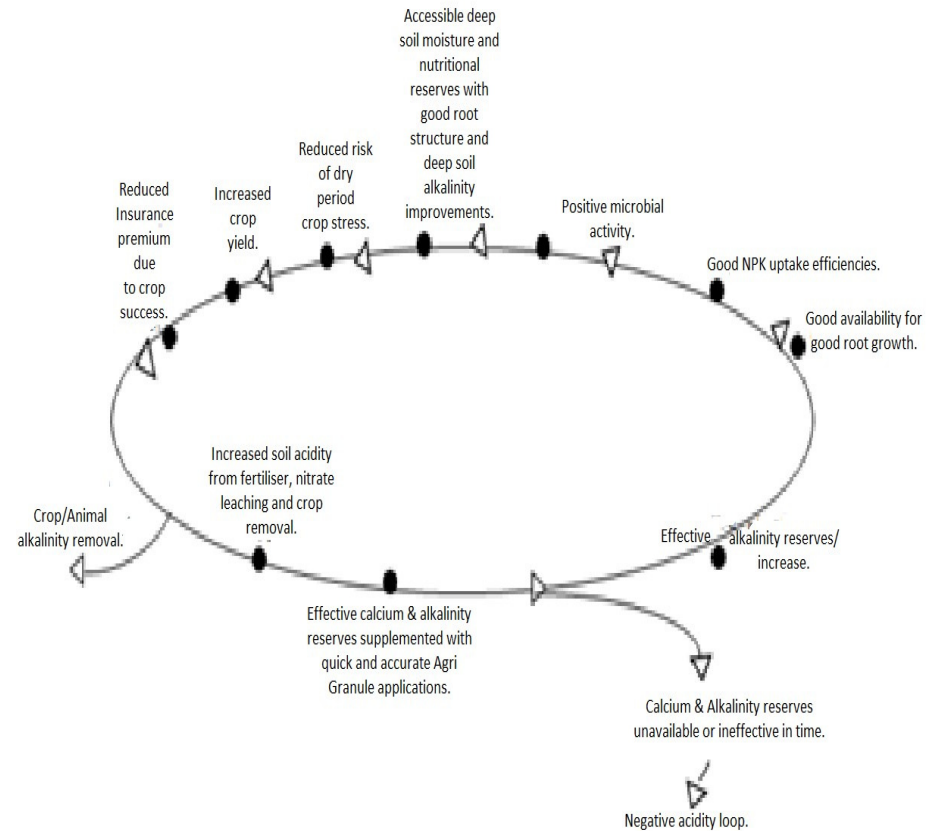 Accessible deep
soil moisture and
nutritional
reserves with
good root
structure and
deep soil
alkalinity
improvements.
Reduced risk
of dry
period
crop stress.
Reduced
Insurance
premium
due
to crop
success.
Increased
crop
yield.
Positive microbial
activity.
Good NPK uptake efficiencies.
Good availability for
good root growth.
Increased soil acidity
from fertiliser, nitrate
leaching and crop
removal.
Crop/Animal
alkalinity removal.
Effective alkalinity reserves/
increase.
Effective calcium & alkalinity
reserves supplemented with
quick and accurate Agri
Granule applications.
Calcium & Alkalinity reserves
unavailable or ineffective in time.
Negative acidity loop.